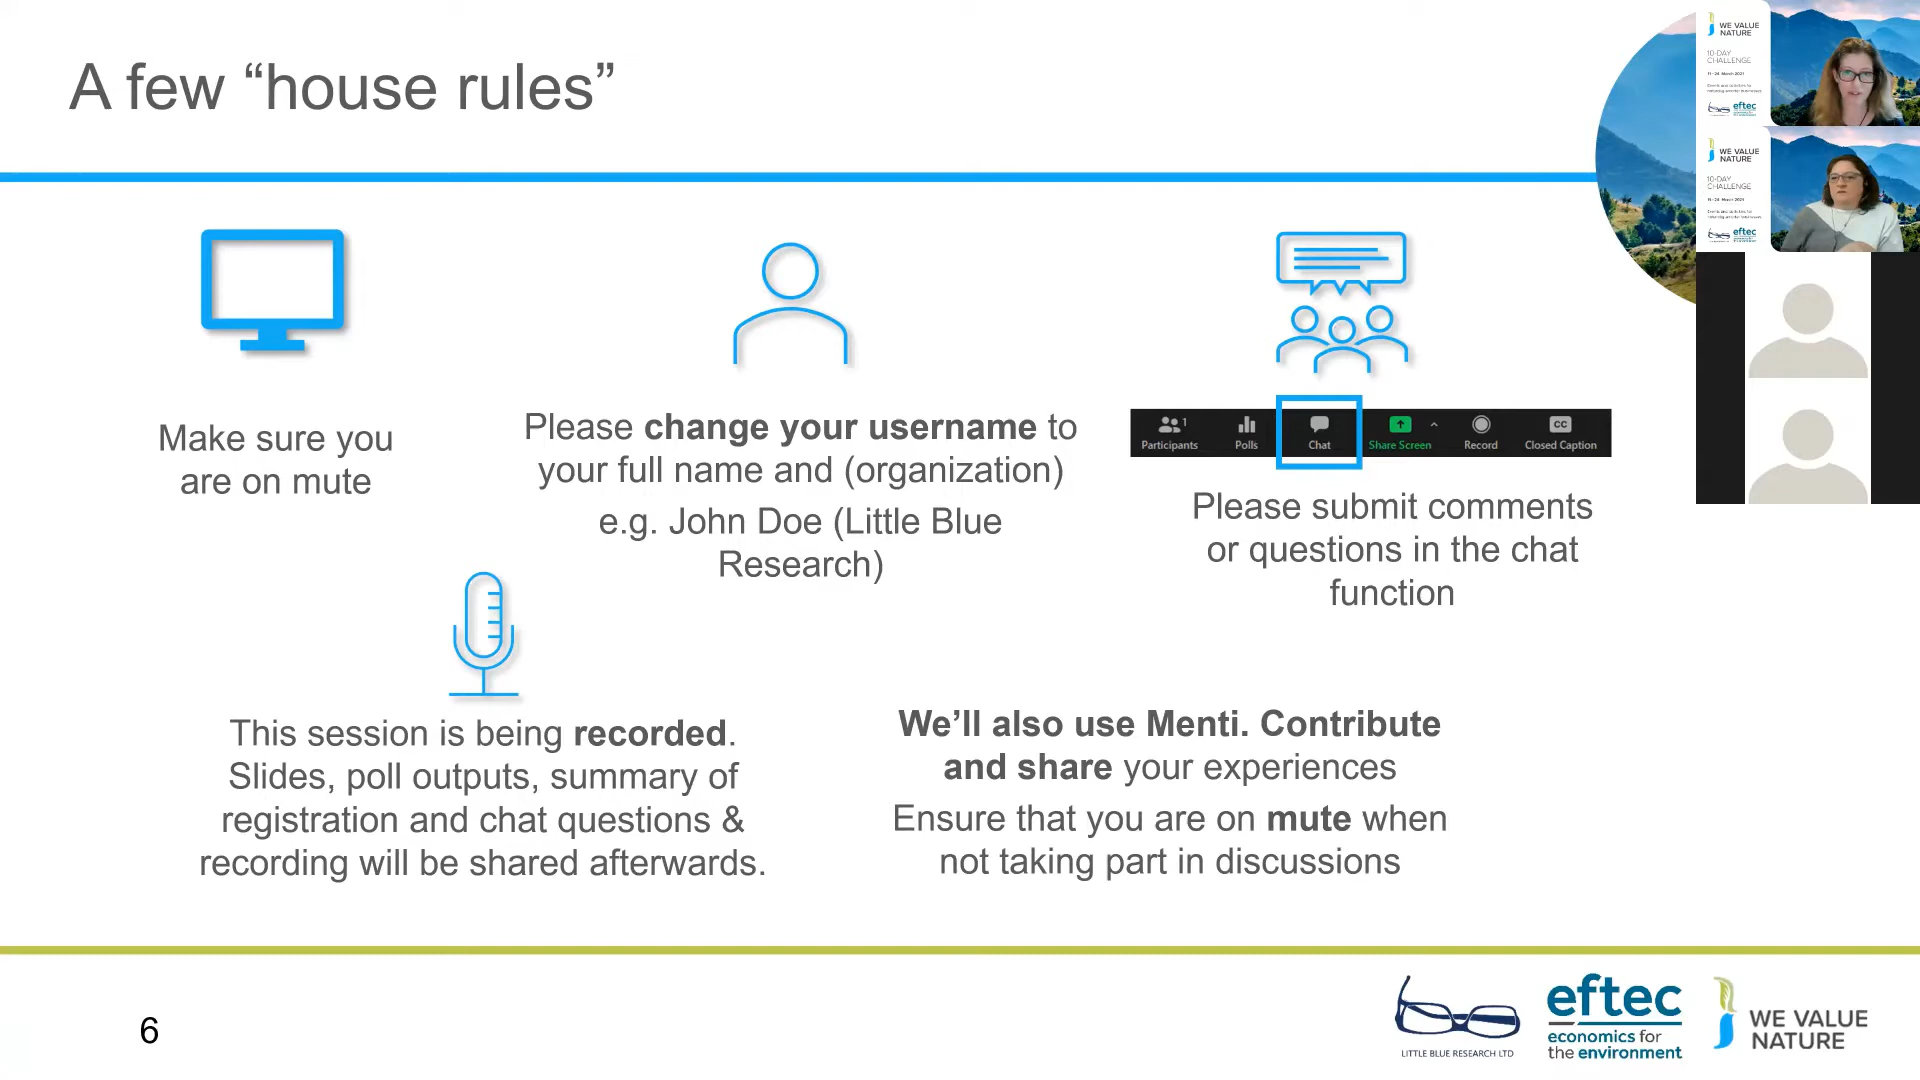 A few “house rules”
Make sure you
are on mute
Please change your username to
your full name and (organization)
e.g. John Doe (Little Blue
Research)
1
Participants
Polls
Chat
Share Screen
Record
CC
Closed Caption
Please submit comments
or questions in the chat
function
This session is being recorded.
Slides, poll outputs, summary of
registration and chat questions &
recording will be shared afterwards.
We’ll also use Menti. Contribute
and share your experiences
Ensure that you are on mute when
not taking part in discussions
6
LITTLE BLUE RESEARCH LTD
eftec
economics for
the environment
WE VALUE
NATURE
WE VALUE
NATURE
10-DAY
CHALLENGE
eftec
WE VALUE
NATURE
10-DAY
CHALLENGE
eftec